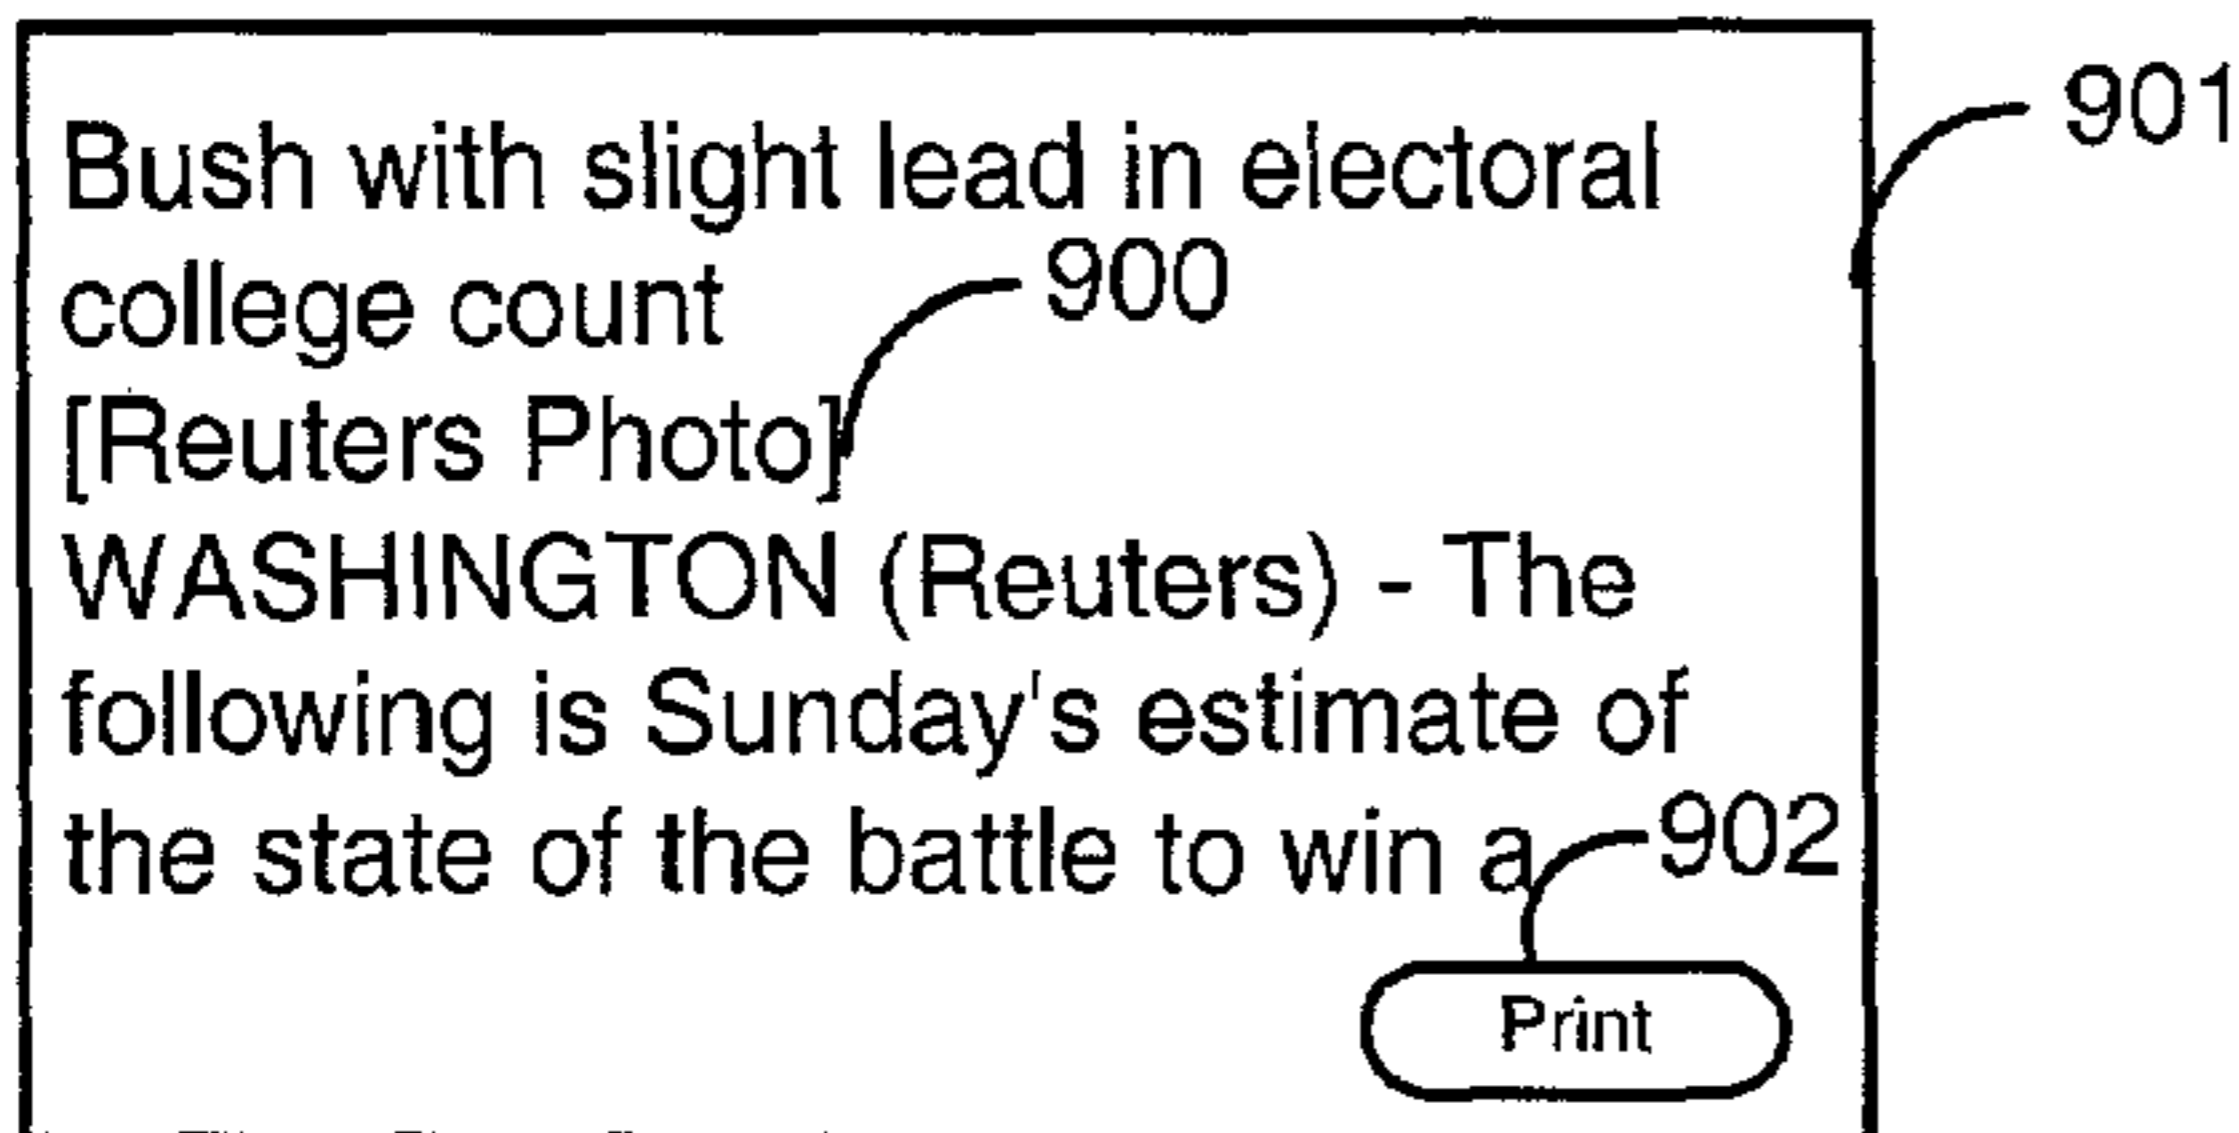 901
Bush with slight lead in electoral
college count
900
[Reuters Photo]
WASHINGTON (Reuters) - The
following is Sunday's estimate of
the state of the battle to win a
902
Print